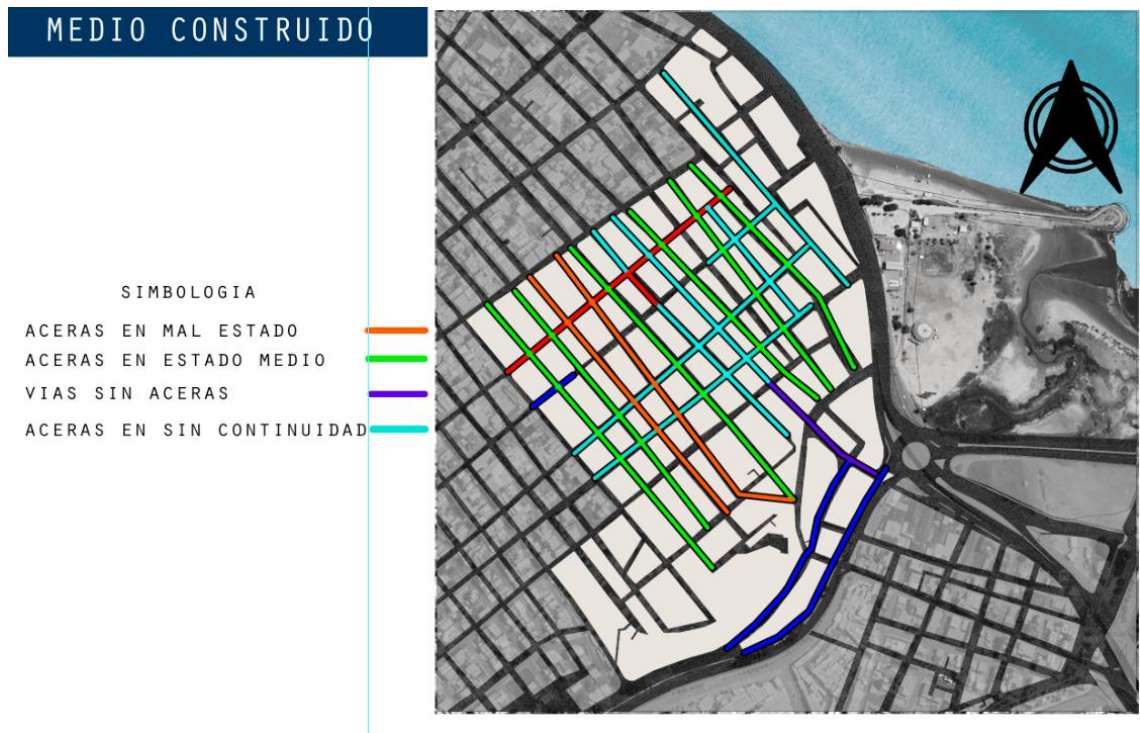 MEDIO CONSTRUIDO
SIMBOLOGIA
ACERAS EN MAL ESTADO
ACERAS EN ESTADO MEDIO
VIAS SIN ACERAS
ACERAS EN SIN CONTINUIDAD